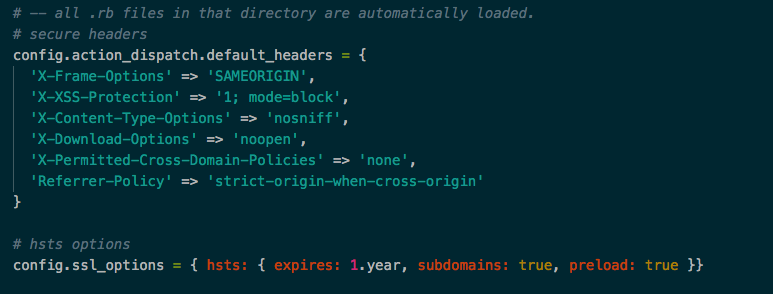 # -- all .rb files in that directory are automatically loaded.
# secure headers
config.action_dispatch.default_headers = {
  'X-Frame-Options' => 'SAMEORIGIN',
  'X-XSS-Protection' => '1; mode=block',
  'X-Content-Type-Options' => 'nosniff',
  'X-Download-Options' => 'noopen',
  'X-Permitted-Cross-Domain-Policies' => 'none',
  'Referrer-Policy' => 'strict-origin-when-cross-origin'
}
# hsts options
config.ssl_options = { hsts: { expires: 1.year, subdomains: true, preload: true }}